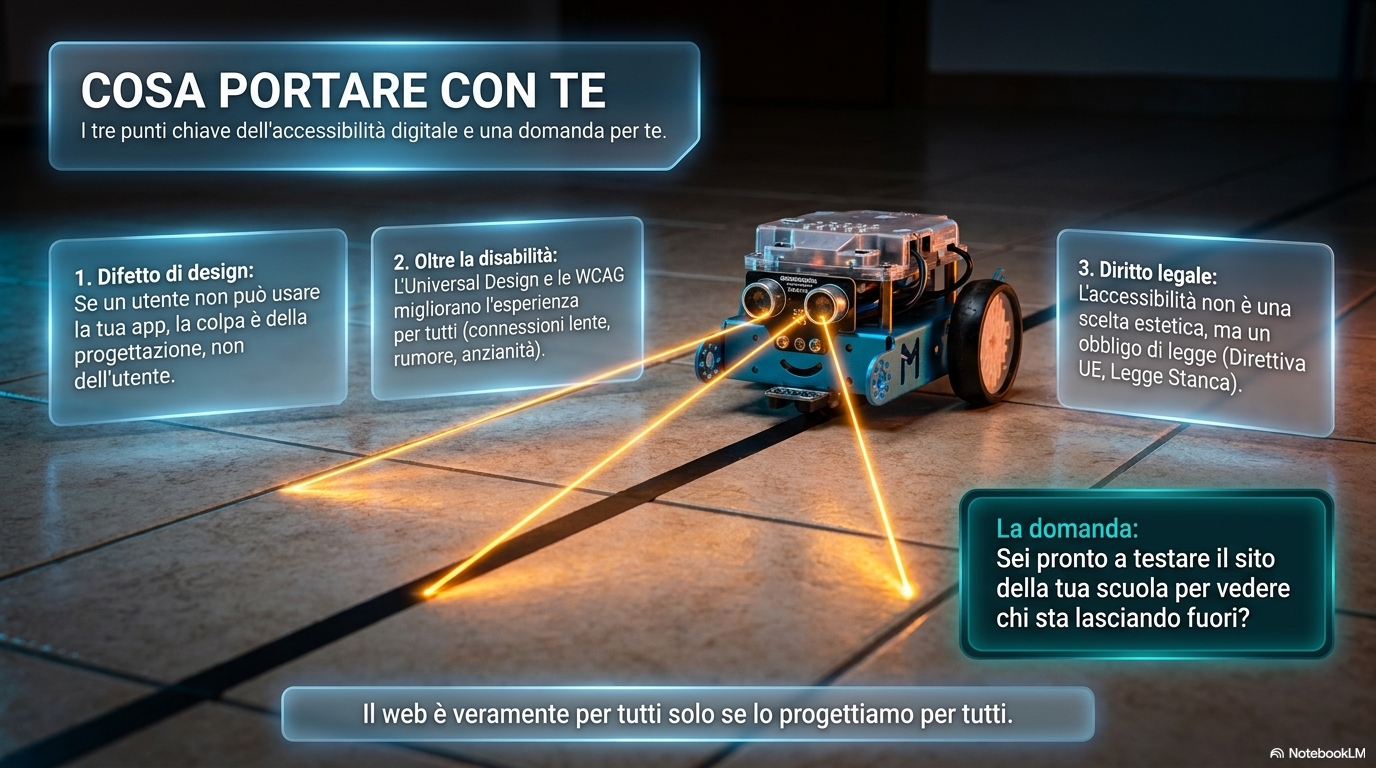 COSA PORTARE CON TE
I tre punti chiave dell'accessibilità digitale e una domanda per te.
1. Difetto di design:
Se un utente non può usare
la tua app, la colpa è della
progettazione, non
dell'utente.
2. Oltre la disabilità:
L'Universal Design e le WCAG
migliorano l'esperienza
per tutti (connessioni lente,
rumore, anzianità).
3. Diritto legale:
L'accessibilità non è una
scelta estetica, ma un
obbligo di legge (Direttiva
UE, Legge Stanca).
La domanda:
Sei pronto a testare il sito
della tua scuola per vedere
chi sta lasciando fuori?
Il web è veramente per tutti solo se lo progettiamo per tutti.
NotebookLM